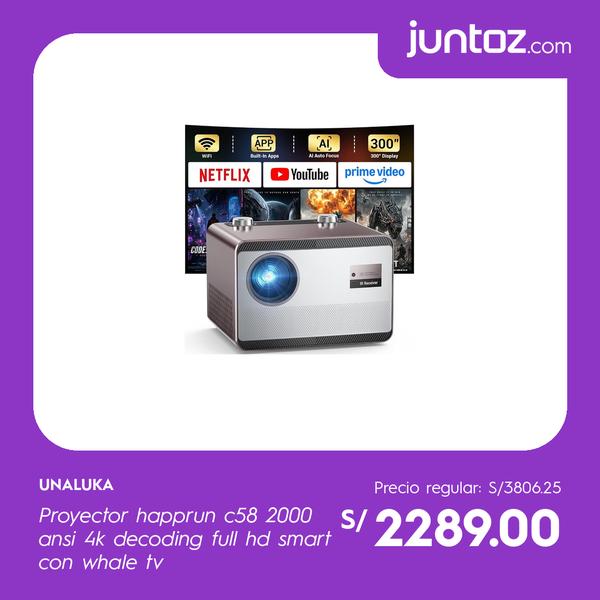 juntoz.com
WiFi
APP
Built-In Apps
AI
AI Auto Focus
300"
300" Display
NETFLIX
YouTube
prime video
IR Receiver
UNALUKA
Precio regular: S/3806.25
Proyector happrun c58 2000
ansi 4k decoding full hd smart
con whale tv
S/ 2289.00